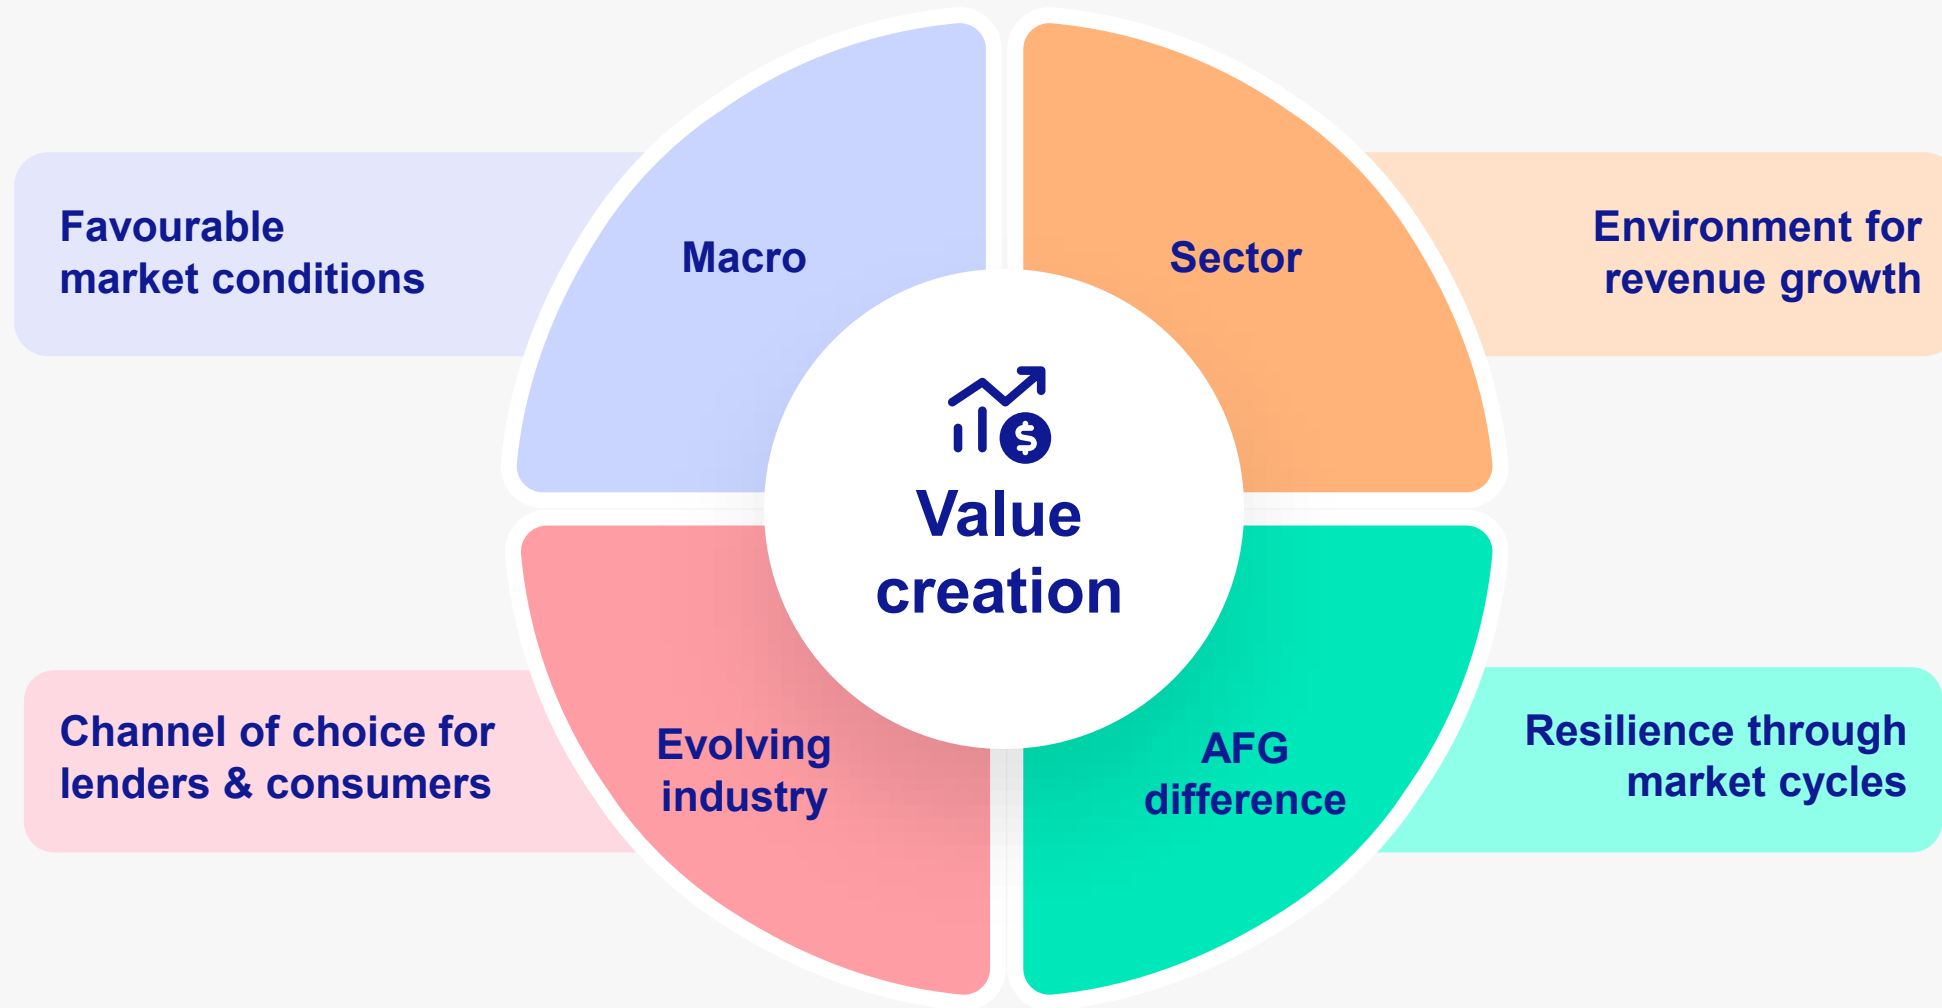 Favourable
market conditions
Macro
Sector
Environment for
revenue growth
$
Value
creation
Channel of choice for
lenders & consumers
Evolving
industry
AFG
difference
Resilience through
market cycles